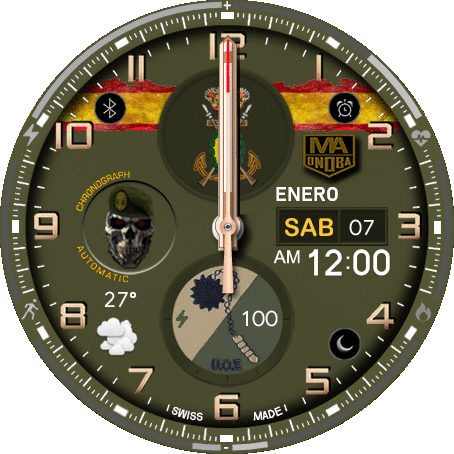 12
11
1
10
2
MA
ONOBA
CHRONOGRAPH
AUTOMATIC
ENERO
9
SAB 07
3
AM 12:00
27°
100
8
4
U.O.E
7
5
6
SWISS MADE